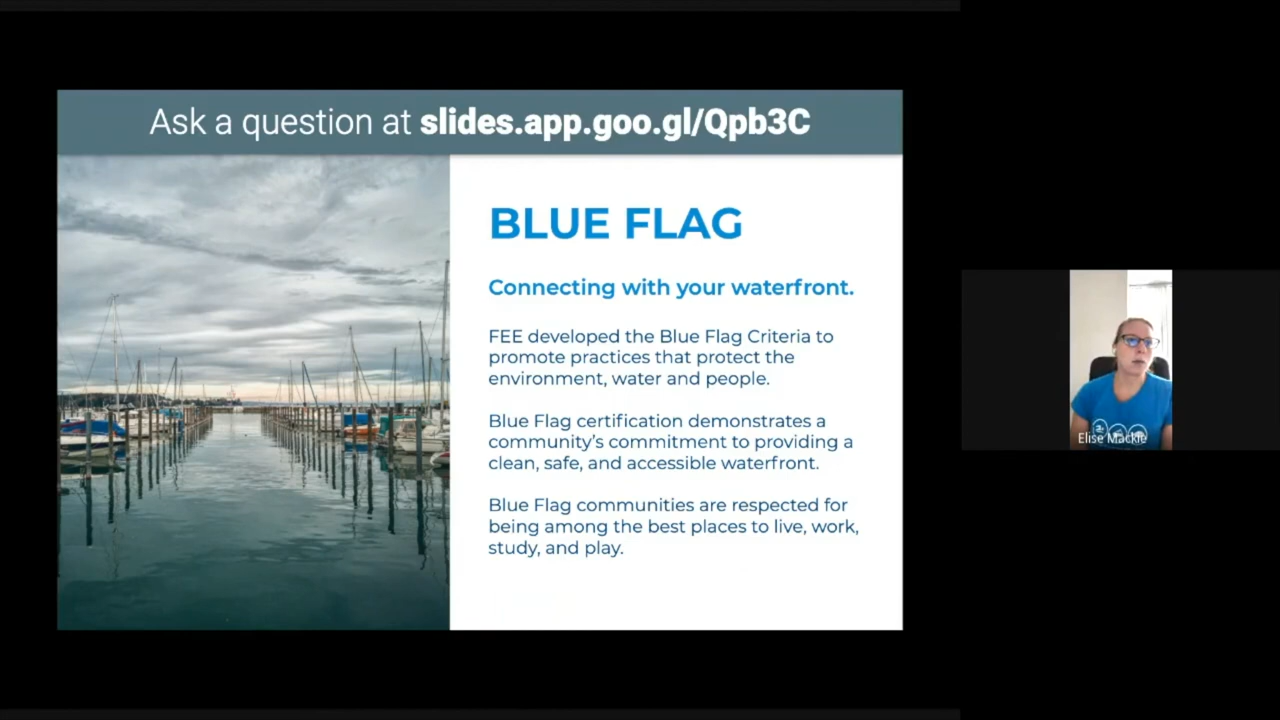 Ask a question at slides.app.goo.gl/Qpb3C
BLUE FLAG
Connecting with your waterfront.
FEE developed the Blue Flag Criteria to
promote practices that protect the
environment, water and people.
Blue Flag certification demonstrates a
community's commitment to providing a
clean, safe, and accessible waterfront.
Blue Flag communities are respected for
being among the best places to live, work,
study, and play.
Elise Mackie